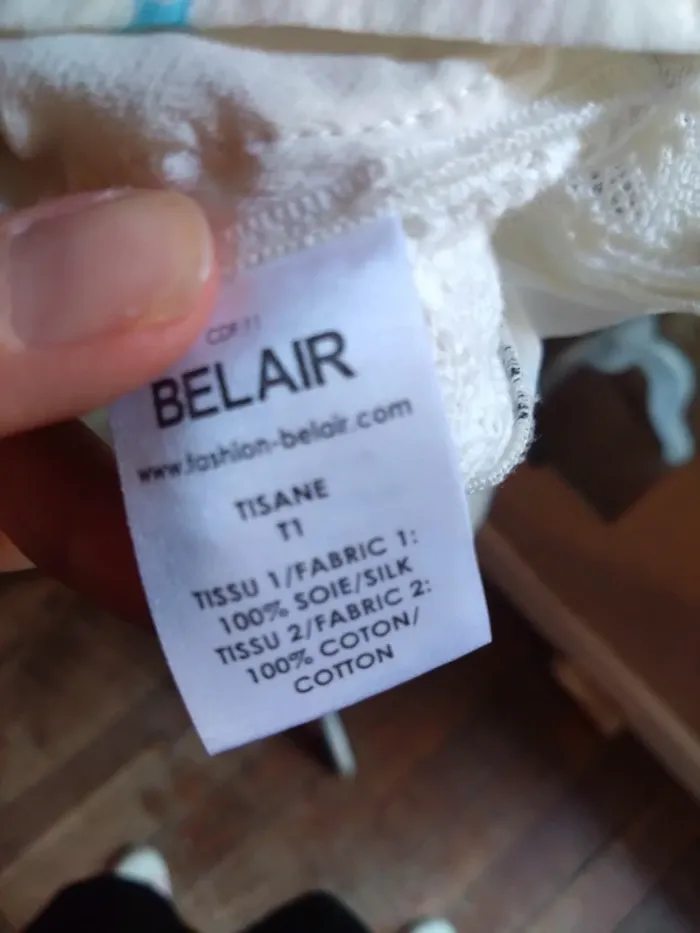 BELAIR
www.fashion-belair.com
TISANE
T1
TISSU 1/FABRIC 1:
100% SOIE/SILK
TISSU 2/FABRIC 2:
100% COTON/
COTTON